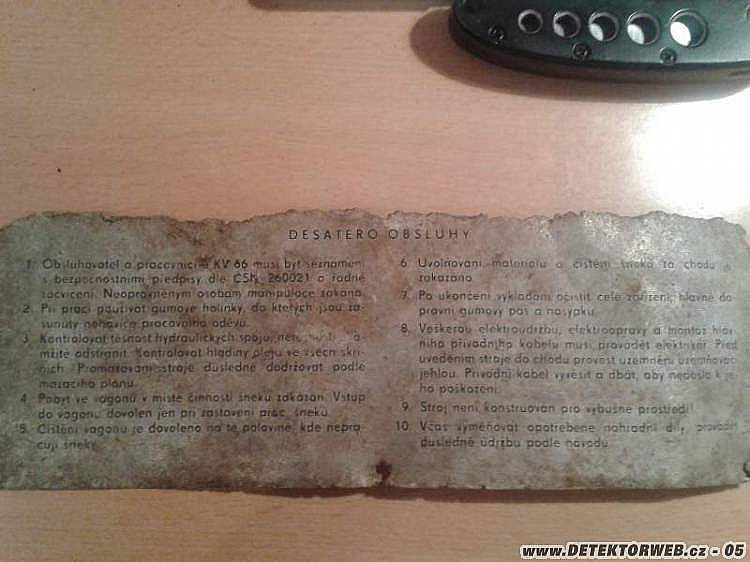 DESATERO OBSLUHY
1. Obsluhovatel a pracovníci s KV 66 musí být seznámeni
s bezpečnostními předpisy dle ČSN 260021 a řádně
zacvičeni. Neoprávněným osobám manipulace zakázána.
2. Při práci používat gumové holínky, do kterých jsou za-
sunuty nohavice pracovního oděvu.
3. Kontrolovat těsnost hydraulických spojů,
mžitě odstranit. Kontrolovat hladiny oleje ve všech skří-
ních. Promazávání stroje důsledně dodržovat podle
mazacího plánu.
4. Pobyt ve vagonu v místě činnosti šneků zakázán. Vstup
do vagonu dovolen jen při zastavení prac. šneků.
5. Čištění vagonu je dovoleno na té polovině, kde nepra-
cují šneky.
6. Uvolňování materiálu a čištění šneků za chodu
zakázáno.
7. Po ukončení vykládání očistit celé zařízení, hlavně do-
pravní gumový pás a násypku.
8. Veškerou elektroúdržbu, elektroopravy a montáž hlav-
ního přívodního kabelu musí provádět elektrikář. Před
uvedením stroje do chodu provést uzemnění uzemňovací
jehlou. Přívodní kabel vyvěsit a dbát, aby nedošlo k je-
ho poškození.
9. Stroj není konstruován pro výbušné prostředí!
10. Včas vyměňovat opotřebené náhradní díly, provádět
důslednĕ údržbu podle návodu.
www.DETEKTORWEB.cz - 05